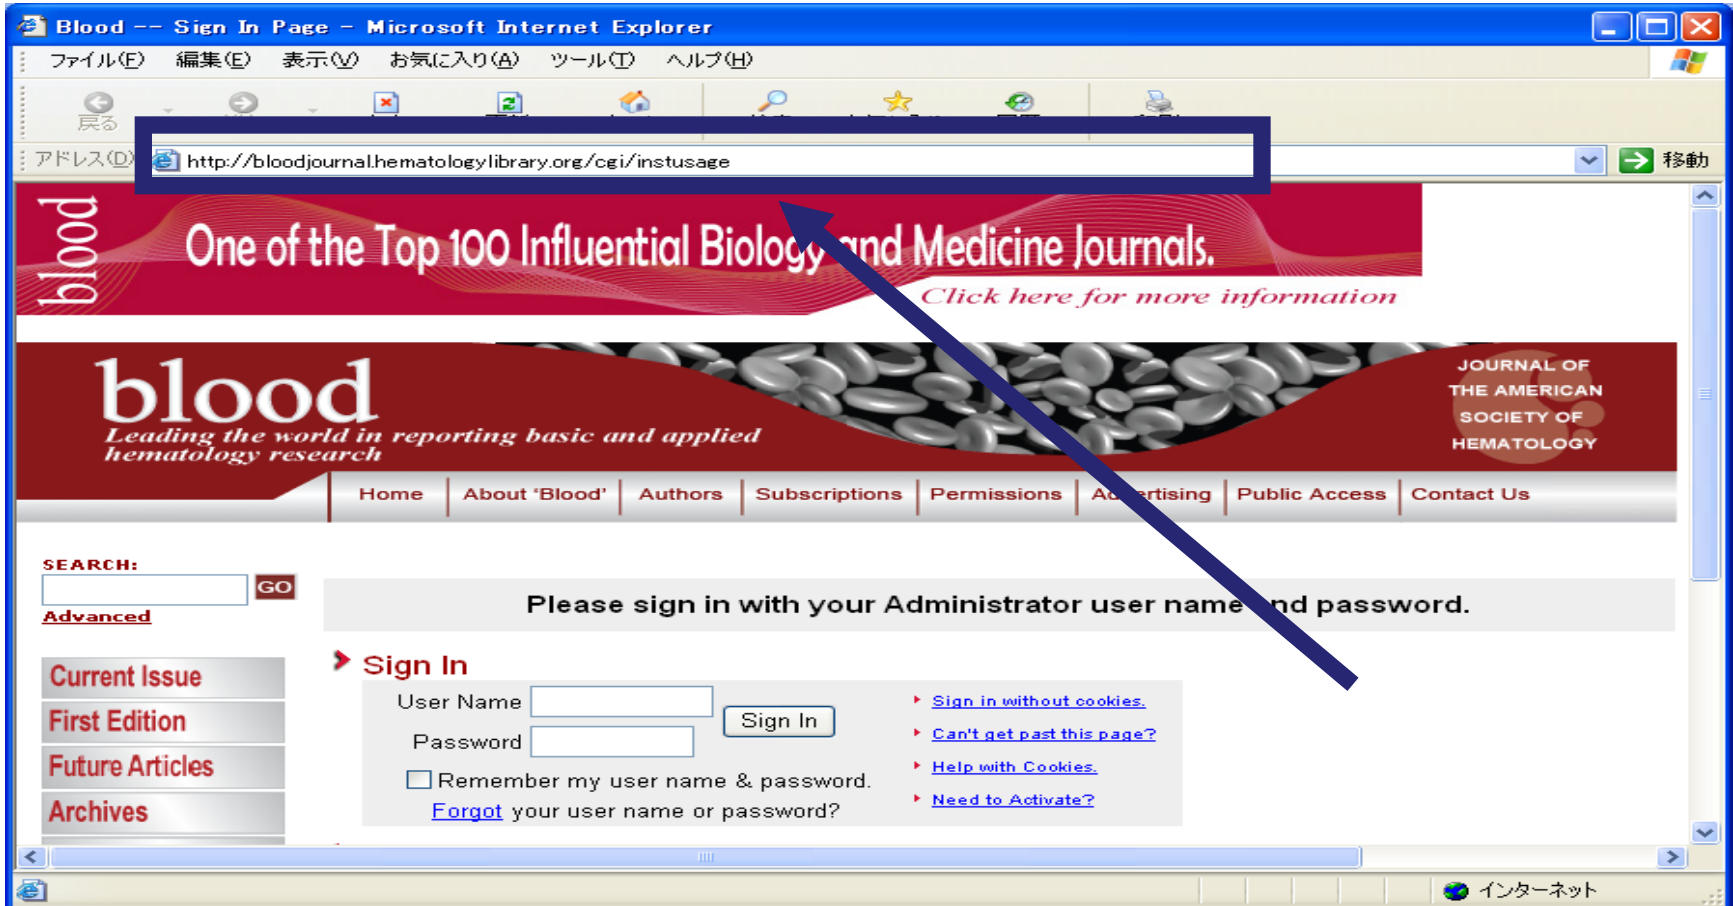 Blood -- Sign In Page - Microsoft Internet Explorer
ファイル(F) 編集(E) 表示(V) お気に入り(A) ツール(T) ヘルプ(H)
戻る
アドレス(D) http://bloodjournal.hematologylibrary.org/cgi/instusage 移動
blood
One of the Top 100 Influential Biology and Medicine Journals.
Click here for more information
blood
Leading the world in reporting basic and applied
hematology research
JOURNAL OF
THE AMERICAN
SOCIETY OF
HEMATOLOGY
Home About 'Blood' Authors Subscriptions Permissions Advertising Public Access Contact Us
SEARCH:
GO
Advanced
Please sign in with your Administrator user name and password.
Current Issue
First Edition
Future Articles
Archives
Sign In
User Name
Password
Sign In
Remember my user name & password.
Forgot your user name or password?
Sign in without cookies.
Can't get past this page?
Help with Cookies.
Need to Activate?
インターネット